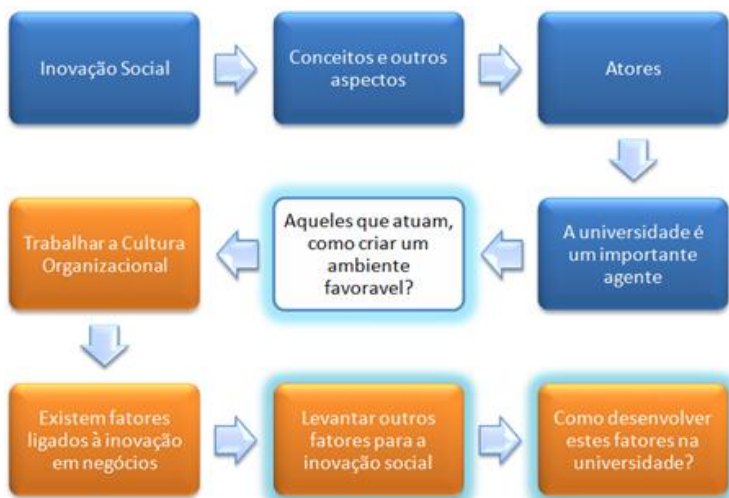 Inovação Social
Conceitos e outros
aspectos
Atores
A universidade é
um importante
agente
Aqueles que atuam,
como criar um
ambiente
favoravel?
Trabalhar a Cultura
Organizacional
Existem fatores
ligados à inovação
em negócios
Levantar outros
fatores para a
inovação social
Como desenvolver
estes fatores na
universidade?